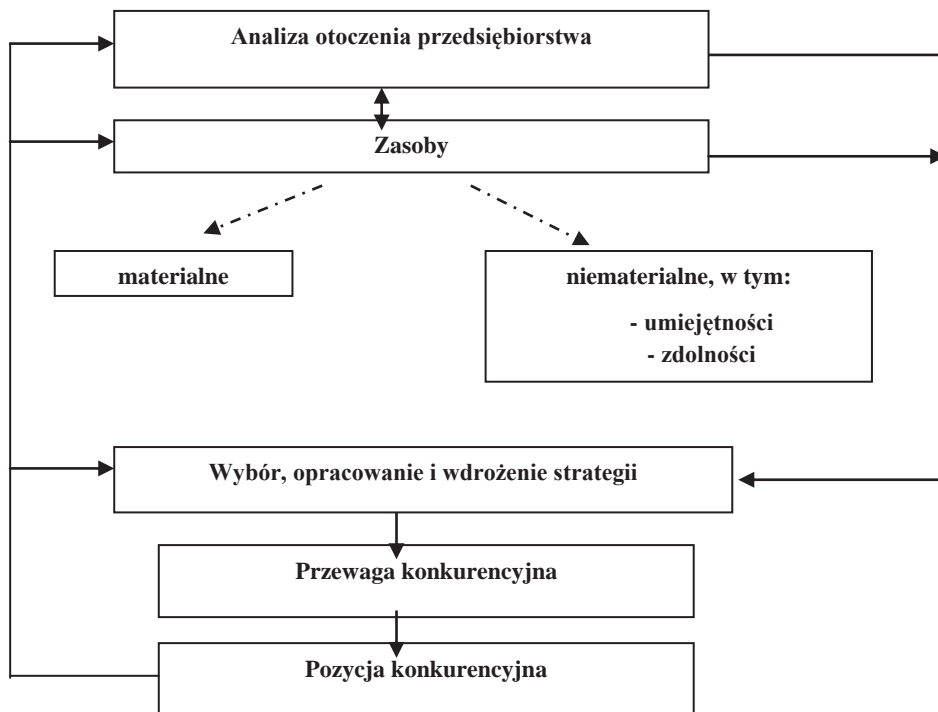 Analiza otoczenia przedsiębiorstwa
Zasoby
materialne
niematerialne, w tym:
- umiejętności
- zdolności
Wybór, opracowanie i wdrożenie strategii
Przewaga konkurencyjna
Pozycja konkurencyjna